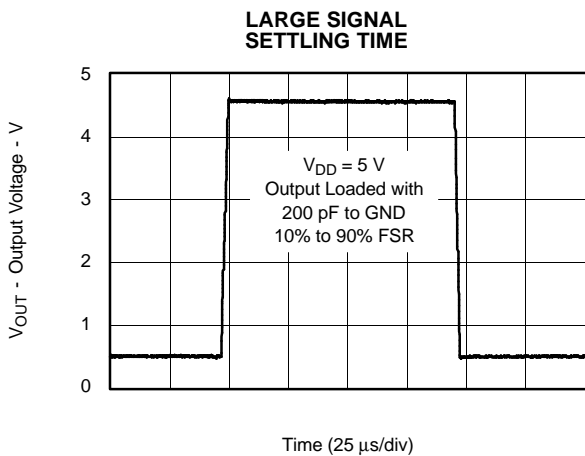 LARGE SIGNAL
SETTLING TIME
V_OUT - Output Voltage - V
5
4
3
2
1
0
V_DD = 5 V
Output Loaded with
200 pF to GND
10% to 90% FSR
Time (25 μs/div)